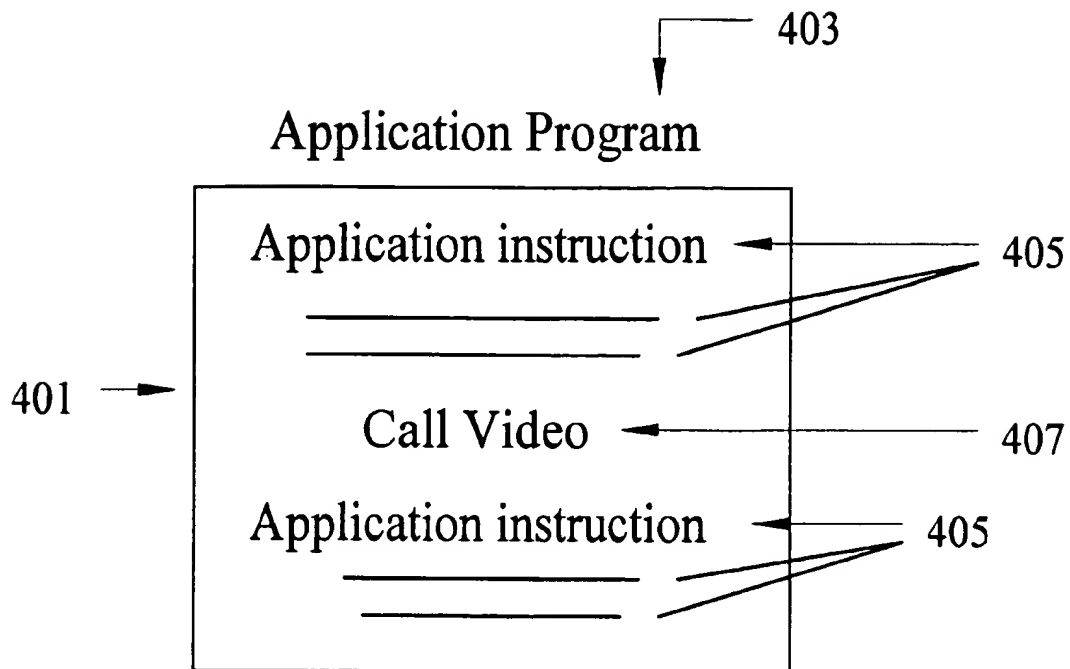 403
Application Program
Application instruction
405
401
Call Video
407
Application instruction
405